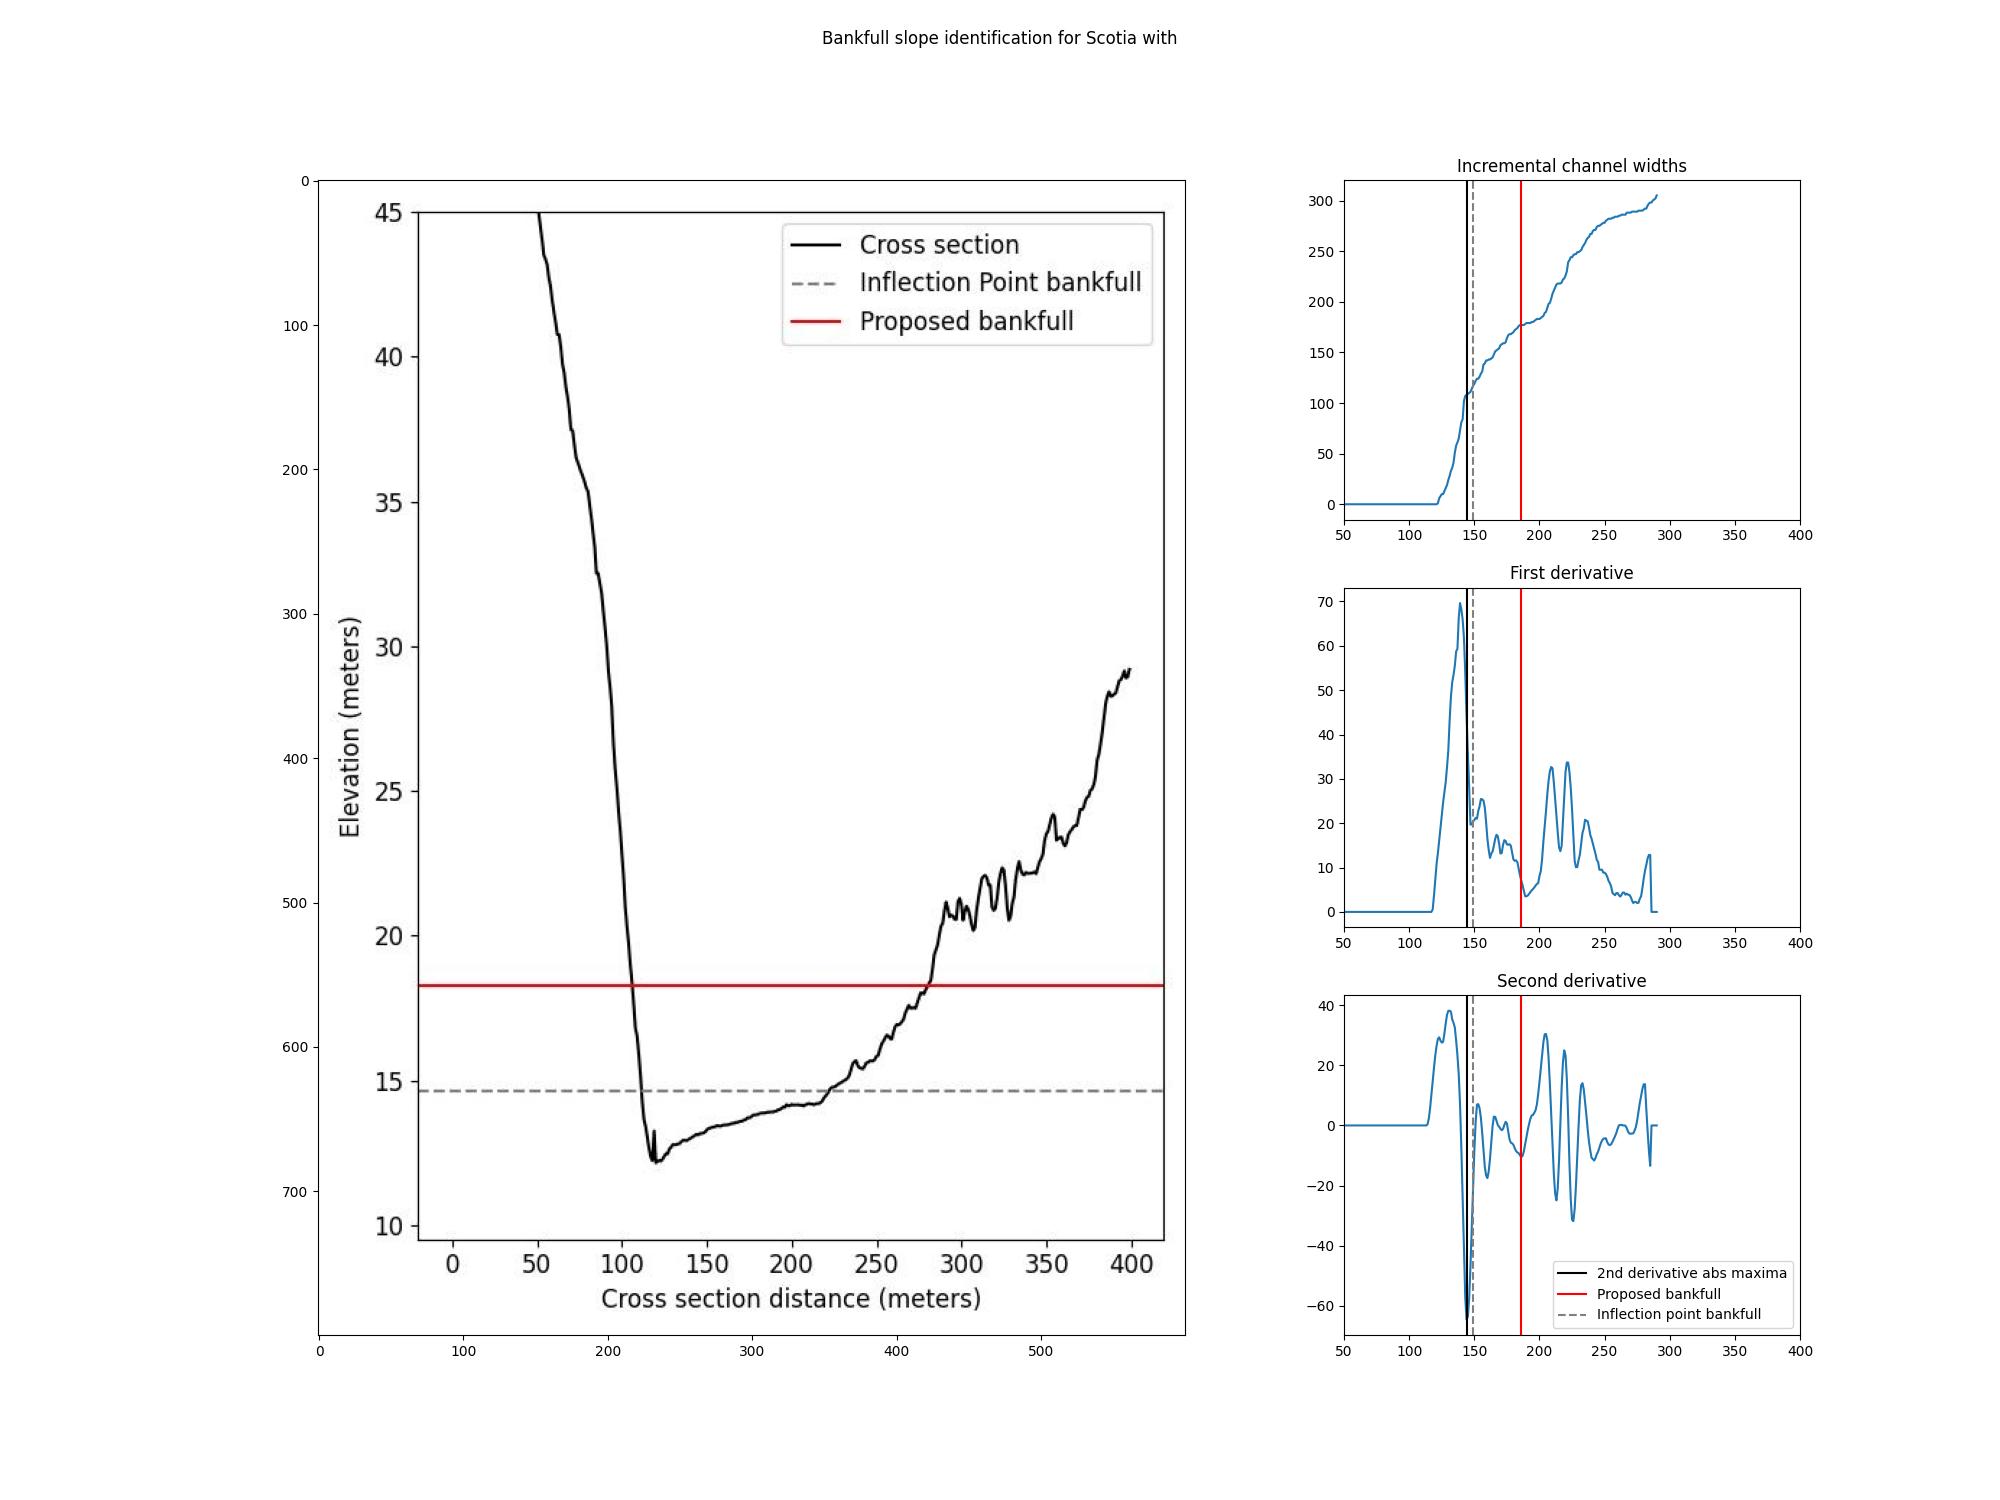 Bankfull slope identification for Scotia with
0
100
200
300
400
500
600
700
45
40
35
30
25
20
15
10
Elevation (meters)
Cross section
Inflection Point bankfull
Proposed bankfull
0 50 100 150 200 250 300 350 400
Cross section distance (meters)
0 100 200 300 400 500
Incremental channel widths
300
250
200
150
100
50
0
50 100 150 200 250 300 350 400
First derivative
70
60
50
40
30
20
10
0
50 100 150 200 250 300 350 400
Second derivative
40
20
0
−20
−40
−60
2nd derivative abs maxima
Proposed bankfull
Inflection point bankfull
50 100 150 200 250 300 350 400